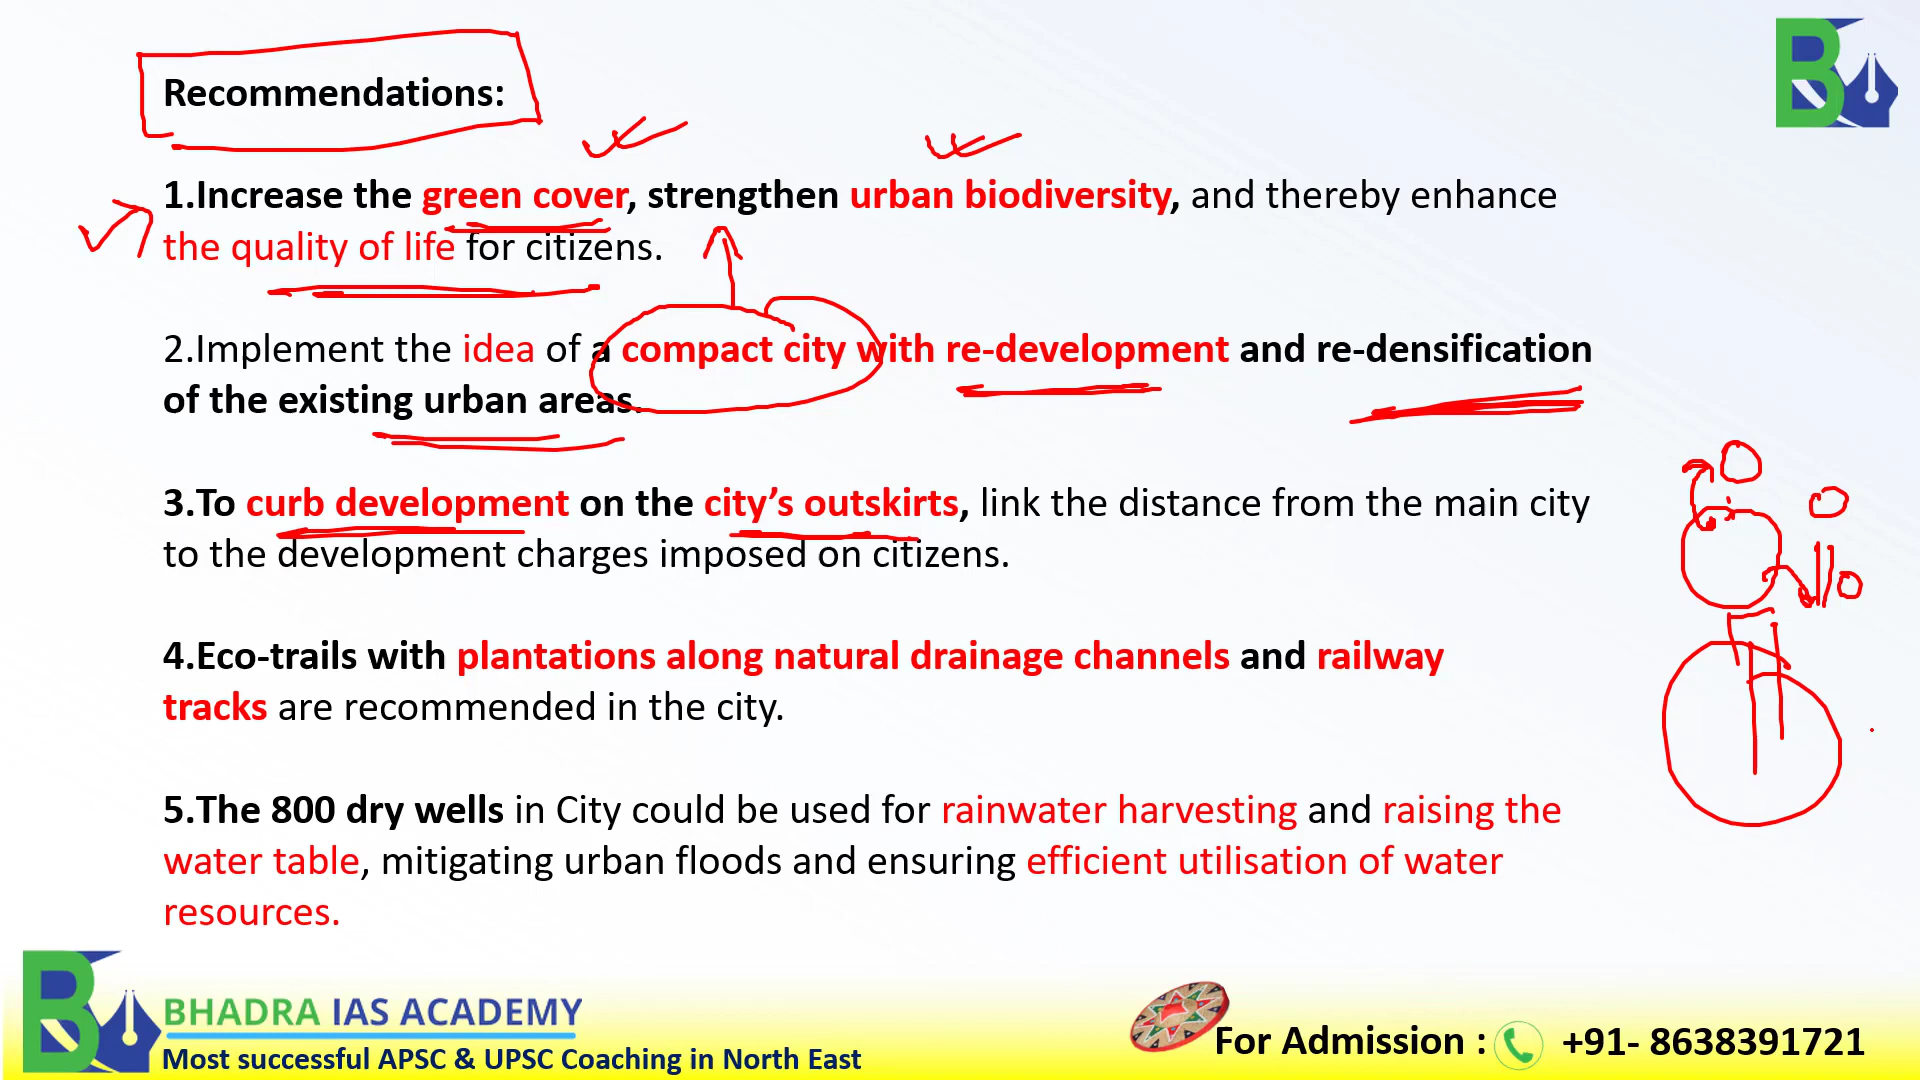 Recommendations:
1.Increase the green cover, strengthen urban biodiversity, and thereby enhance
the quality of life for citizens.
2.Implement the idea of a compact city with re-development and re-densification
of the existing urban areas.
3.To curb development on the city’s outskirts, link the distance from the main city
to the development charges imposed on citizens.
4.Eco-trails with plantations along natural drainage channels and railway
tracks are recommended in the city.
5.The 800 dry wells in City could be used for rainwater harvesting and raising the
water table, mitigating urban floods and ensuring efficient utilisation of water
resources.
BHADRA IAS ACADEMY
Most successful APSC & UPSC Coaching in North East
For Admission : +91- 8638391721